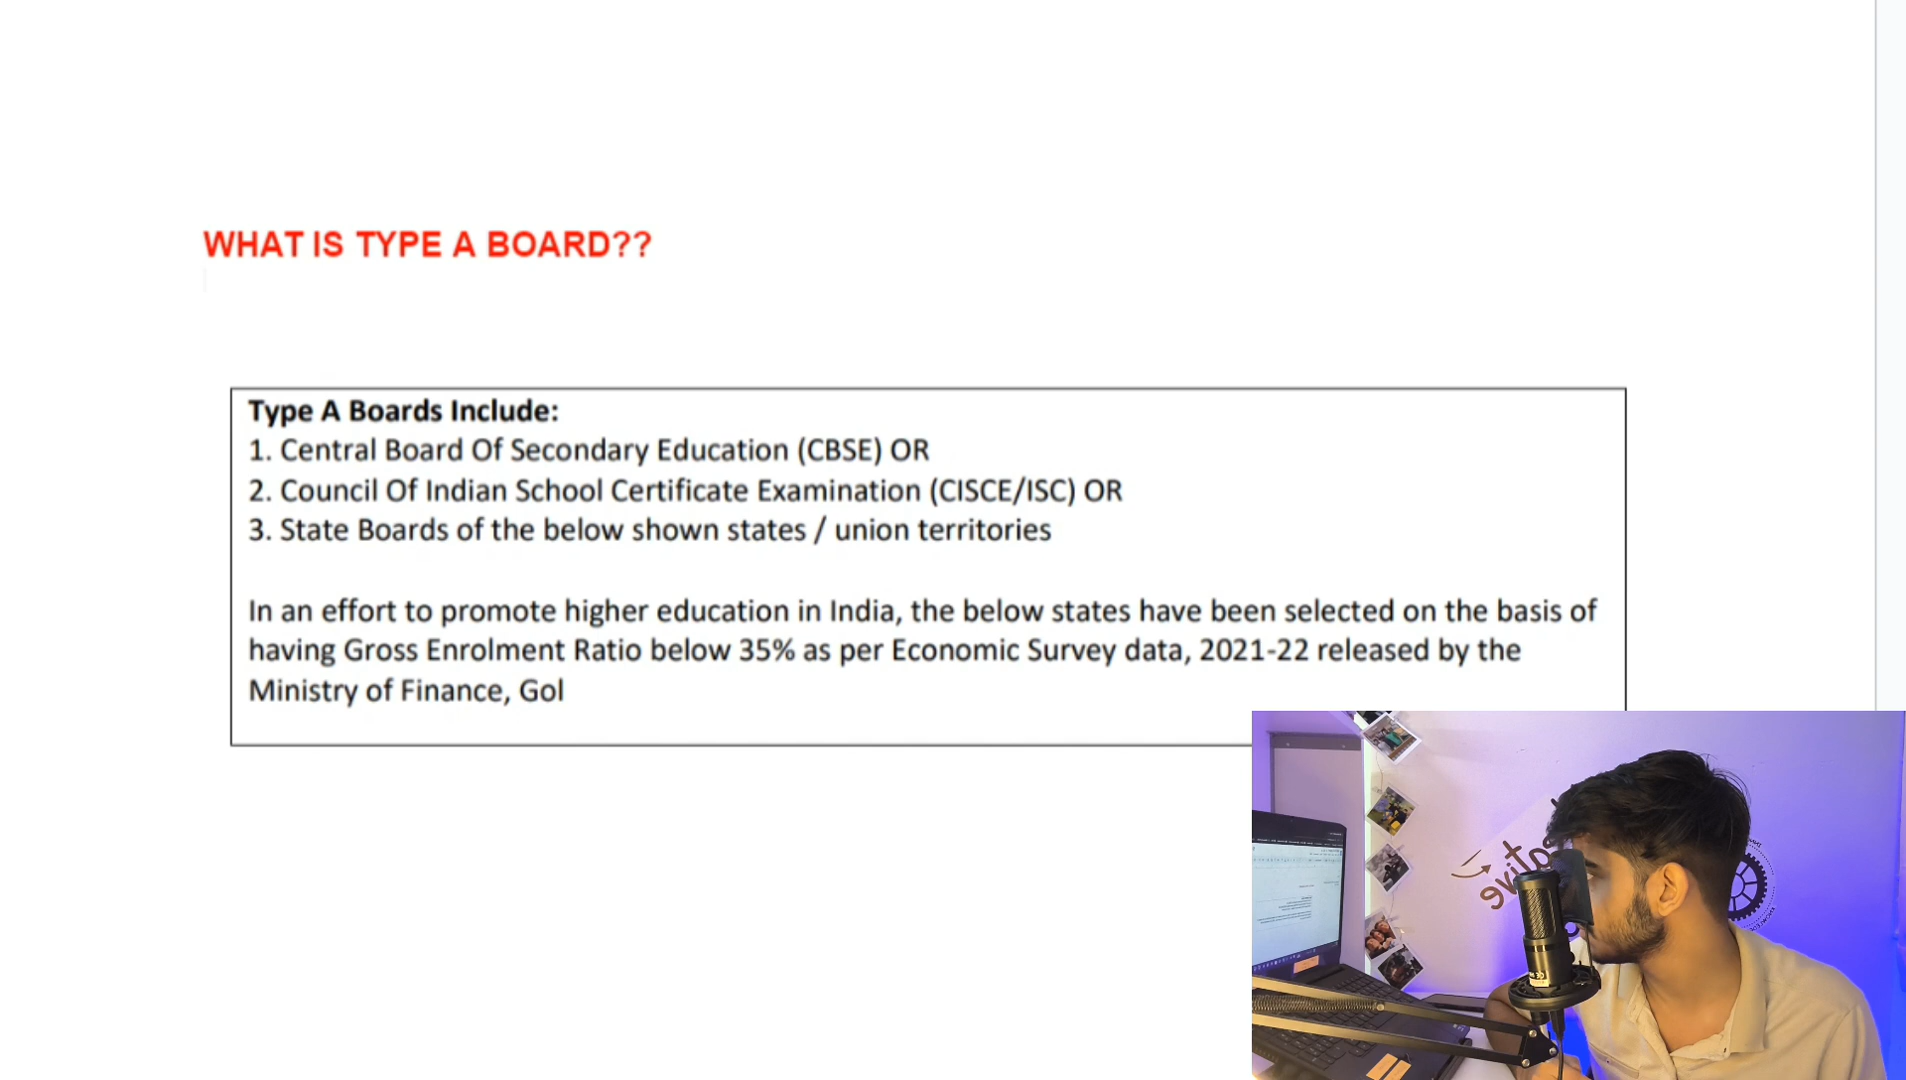 WHAT IS TYPE A BOARD??
Type A Boards Include:
1. Central Board Of Secondary Education (CBSE) OR
2. Council Of Indian School Certificate Examination (CISCE/ISC) OR
3. State Boards of the below shown states / union territories
In an effort to promote higher education in India, the below states have been selected on the basis of
having Gross Enrolment Ratio below 35% as per Economic Survey data, 2021-22 released by the
Ministry of Finance, GoI